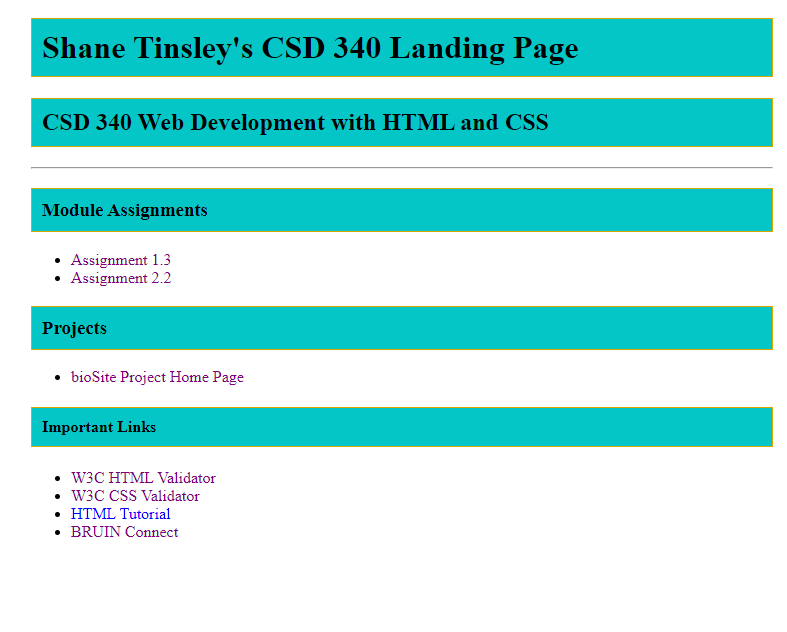 Shane Tinsley's CSD 340 Landing Page
CSD 340 Web Development with HTML and CSS
Module Assignments
Assignment 1.3
Assignment 2.2
Projects
bioSite Project Home Page
Important Links
W3C HTML Validator
W3C CSS Validator
HTML Tutorial
BRUIN Connect